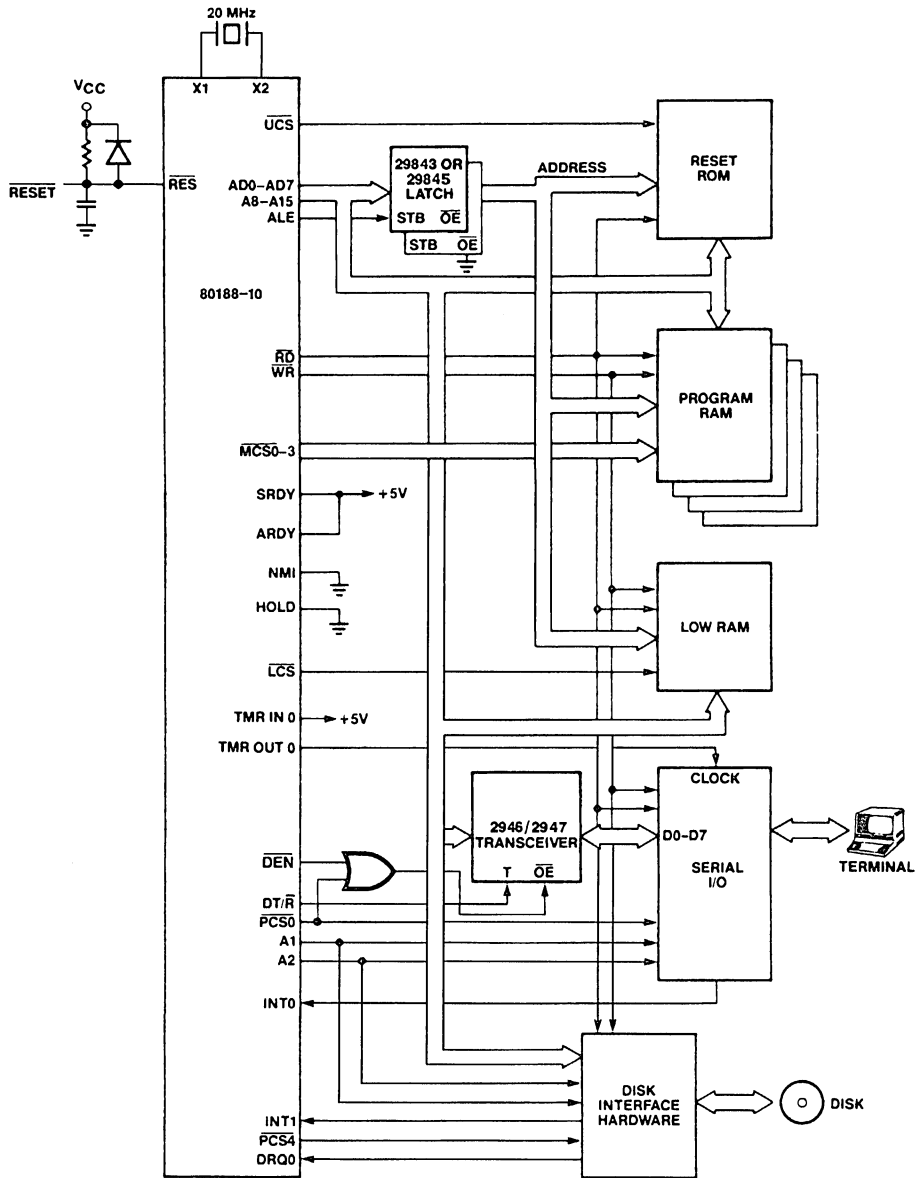 20 MHz
X1 X2
VCC
RESET
RES
UCS
AD0–AD7
A8–A15
ALE
29843 OR
29845
LATCH
STB OE
STB OE
ADDRESS
RESET
ROM
80188–10
RD
WR
PROGRAM
RAM
MCS0–3
SRDY
+5V
ARDY
NMI
HOLD
LOW RAM
LCS
TMR IN 0
+5V
TMR OUT 0
CLOCK
2946/2947
TRANSCEIVER
T OE
D0–D7
SERIAL
I/O
TERMINAL
DEN
DT/R
PCS0
A1
A2
INT0
DISK
INTERFACE
HARDWARE
DISK
INT1
PCS4
DRQ0